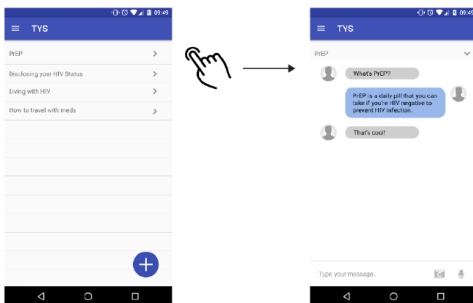 09:49
TYS
PrEP
Disclosing your HIV Status
Living with HIV
How to travel with meds
09:49
TYS
PrEP
What's PrEP?
PrEP is a daily pill that you can
take if you're HIV negative to
prevent HIV infection.
That's cool!
Type your message.